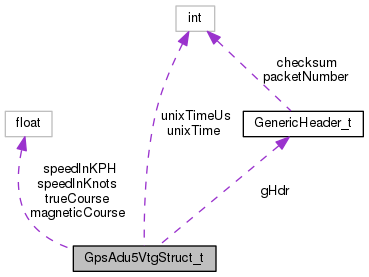 int
checksum
packetNumber
float
unixTimeUs
unixTime
GenericHeader_t
speedInKPH
speedInKnots
trueCourse
magneticCourse
gHdr
GpsAdu5VtgStruct_t